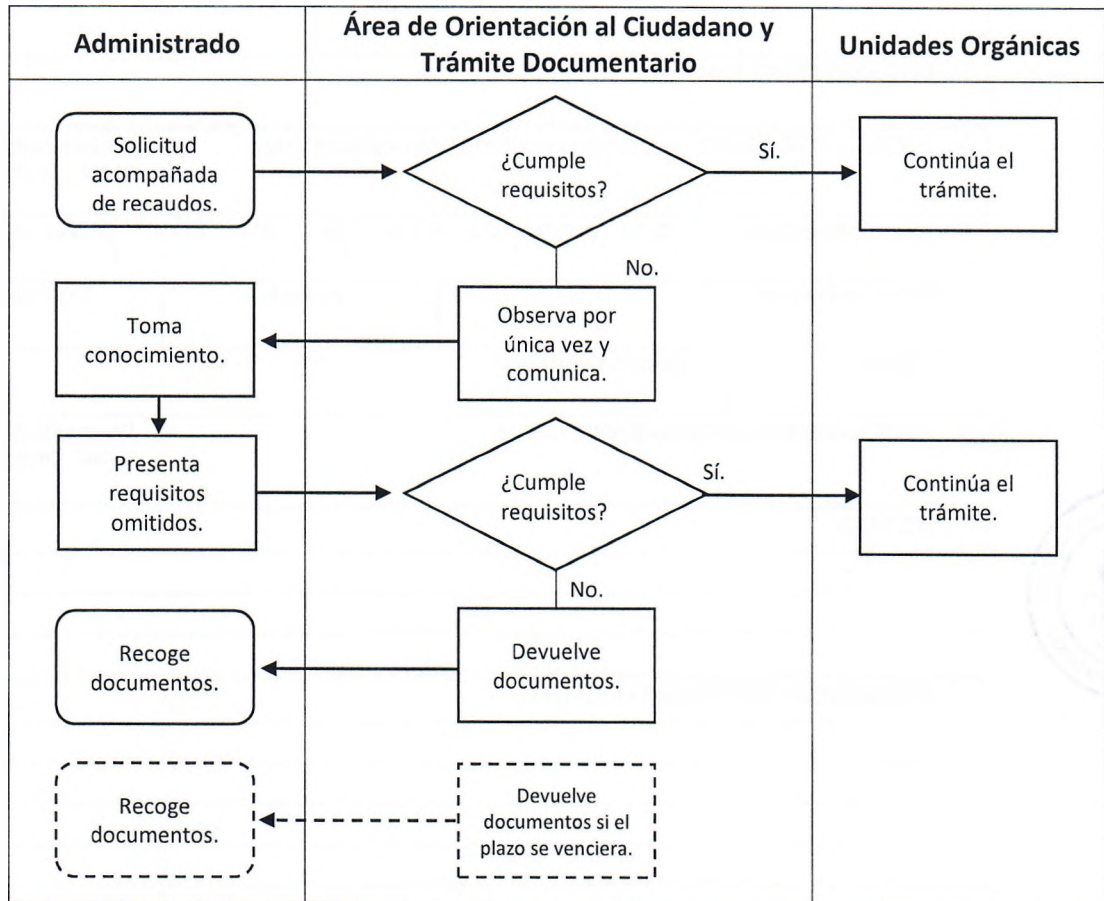 Administrado
Área de Orientación al Ciudadano y
Trámite Documentario
Unidades Orgánicas
Solicitud
acompañada
de recaudos.
¿Cumple
requisitos?
Sí.
Continúa el
trámite.
No.
Toma
conocimiento.
Observa por
única vez y
comunica.
Presenta
requisitos
omitidos.
¿Cumple
requisitos?
Sí.
Continúa el
trámite.
No.
Recoge
documentos.
Devuelve
documentos.
Recoge
documentos.
Devuelve
documentos si el
plazo se venciera.